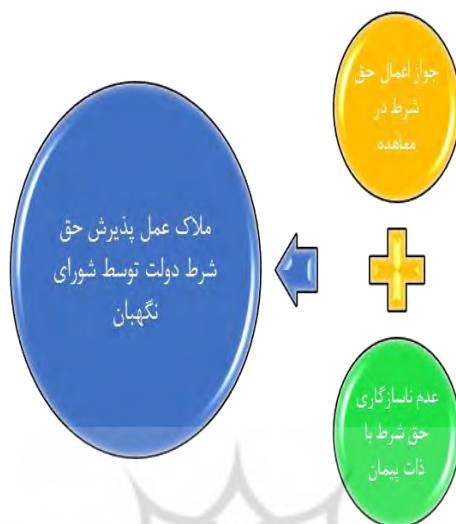 جواز اعمال حق
شرط در
معاهده
عدم ناسازگاری
حق شرط با
ذات پیمان
ملاک عمل پذیرش حق
شرط دولت توسط شورای
نگهبان